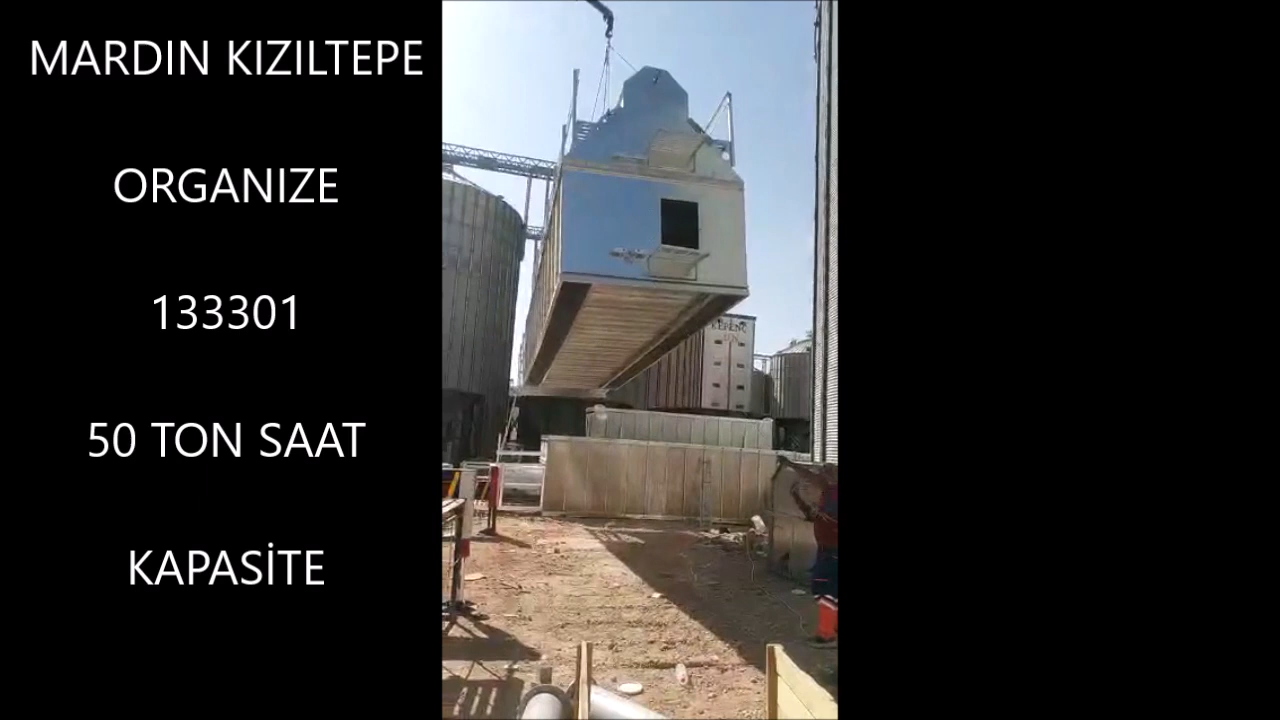 MARDIN KIZILTEPE
ORGANIZE
133301
50 TON SAAT
KAPASİTE